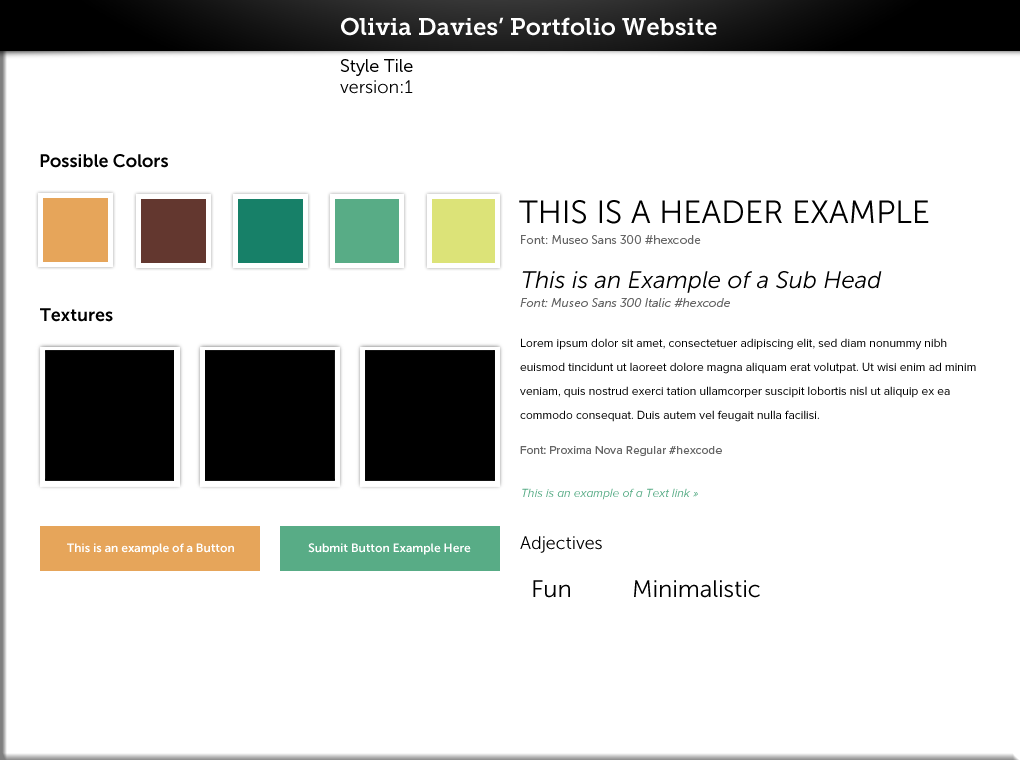 Olivia Davies’ Portfolio Website
Style Tile
version:1
Possible Colors
Textures
This is an example of a Button
Submit Button Example Here
THIS IS A HEADER EXAMPLE
Font: Museo Sans 300 #hexcode
This is an Example of a Sub Head
Font: Museo Sans 300 Italic #hexcode
Lorem ipsum dolor sit amet, consectetuer adipiscing elit, sed diam nonummy nibh
euismod tincidunt ut laoreet dolore magna aliquam erat volutpat. Ut wisi enim ad minim
veniam, quis nostrud exerci tation ullamcorper suscipit lobortis nisl ut aliquip ex ea
commodo consequat. Duis autem vel feugait nulla facilisi.
Font: Proxima Nova Regular #hexcode
This is an example of a Text link »
Adjectives
Fun Minimalistic